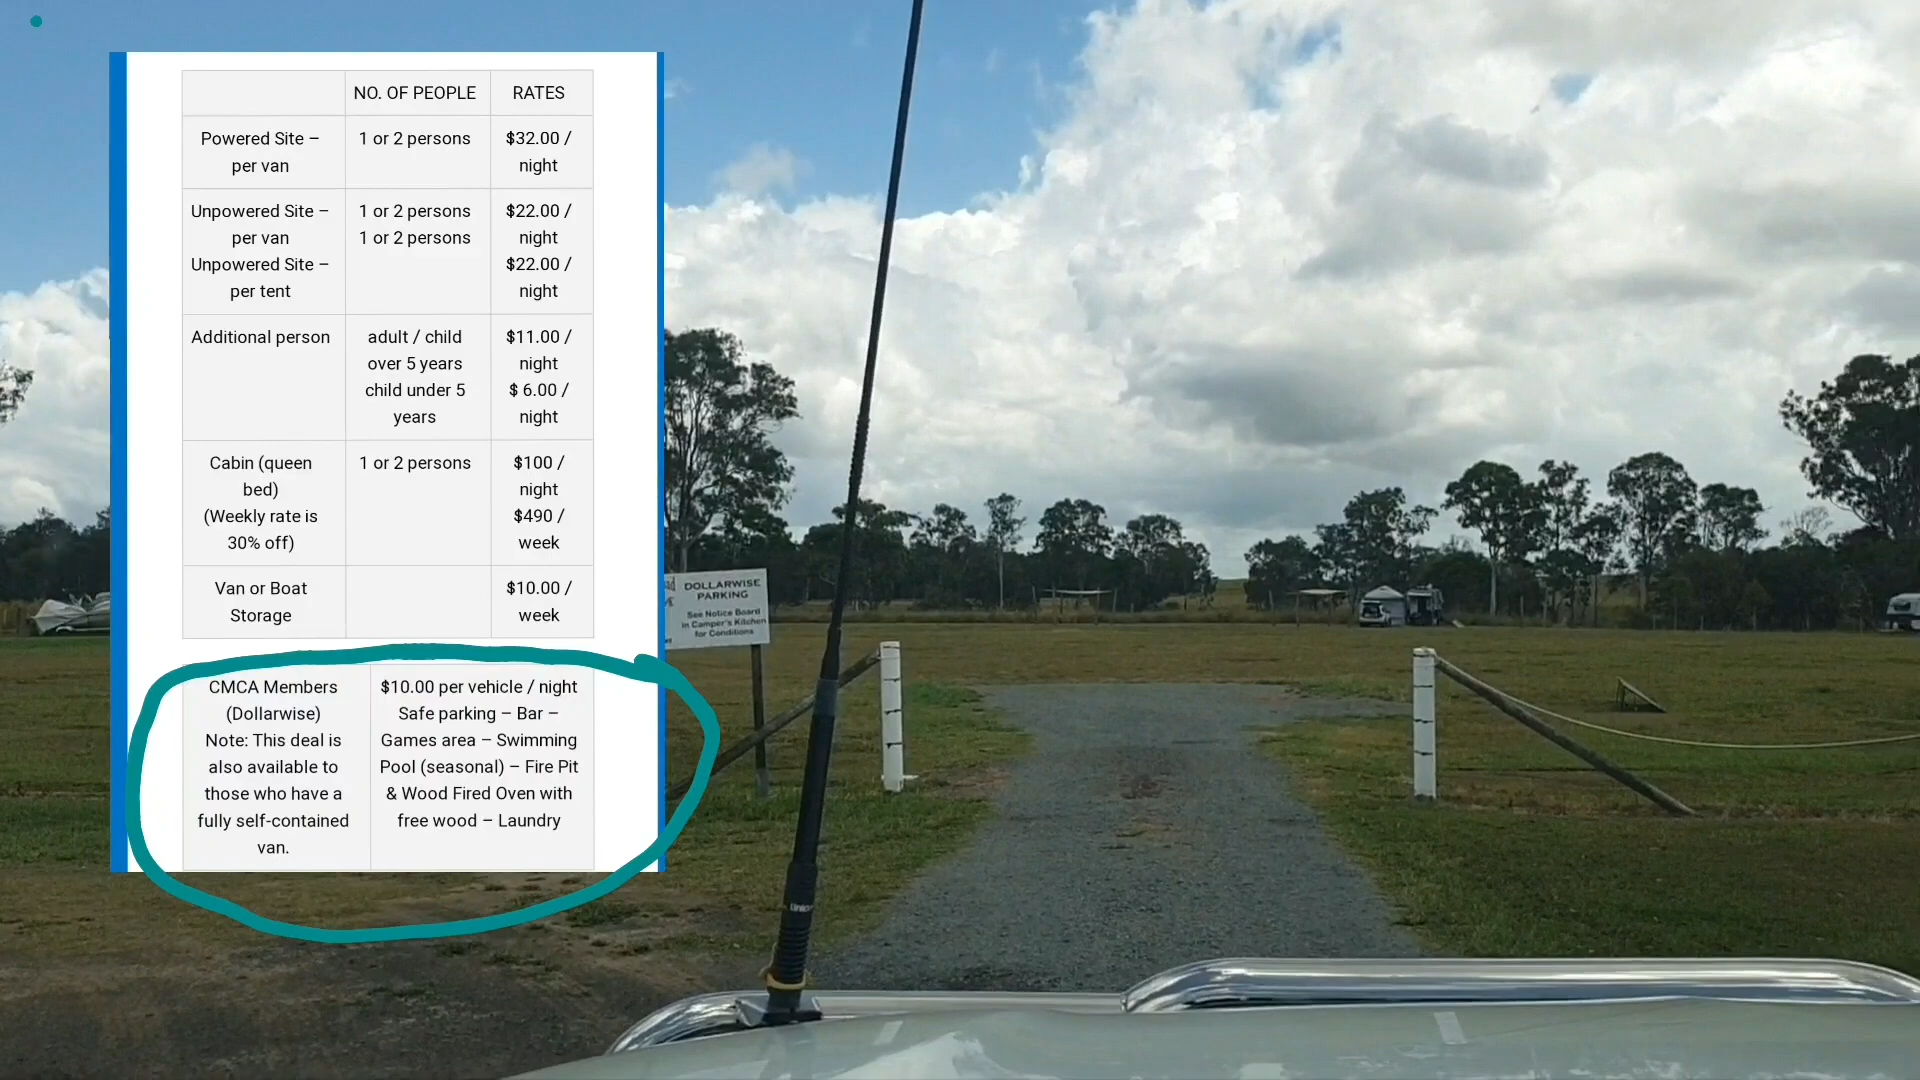 NO. OF PEOPLE
RATES
Powered Site –
per van
1 or 2 persons
$32.00 /
night
Unpowered Site –
per van
Unpowered Site –
per tent
1 or 2 persons
1 or 2 persons
$22.00 /
night
$22.00 /
night
Additional person
adult / child
over 5 years
child under 5
years
$11.00 /
night
$ 6.00 /
night
Cabin (queen
bed)
(Weekly rate is
30% off)
1 or 2 persons
$100 /
night
$490 /
week
Van or Boat
Storage
$10.00 /
week
CMCA Members
(Dollarwise)
Note: This deal is
also available to
those who have a
fully self-contained
van.
$10.00 per vehicle / night
Safe parking – Bar –
Games area – Swimming
Pool (seasonal) – Fire Pit
& Wood Fired Oven with
free wood – Laundry
DOLLARWISE
PARKING
See Notice Board
in Camper's Kitchen
for Conditions